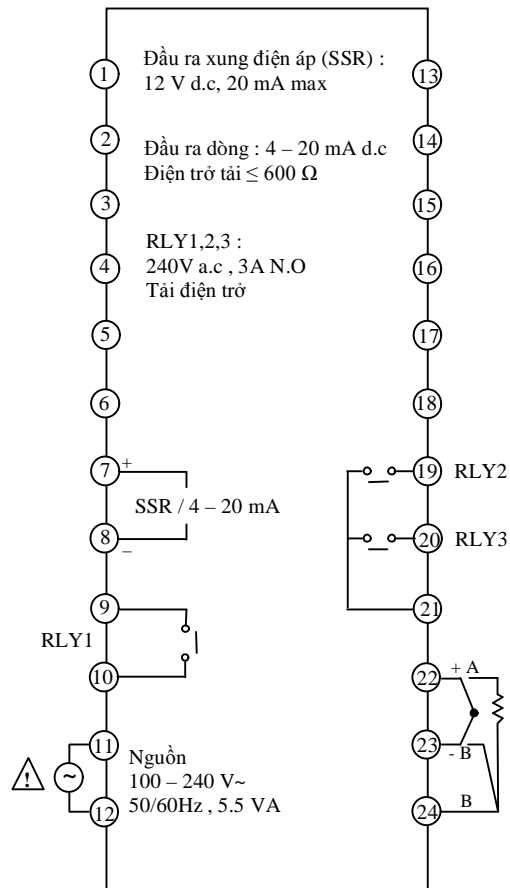 1
Đầu ra xung điện áp (SSR) :
12 V d.c, 20 mA max
13
2
Đầu ra dòng : 4 – 20 mA d.c
Điện trở tải ≤ 600 Ω
14
3
15
4
RLY1,2,3 :
240V a.c , 3A N.O
Tải điện trở
16
5
17
6
18
7
+
SSR / 4 – 20 mA
8
–
19
RLY2
20
RLY3
9
RLY1
10
21
22
+ A
11
Nguồn
100 – 240 V~
50/60Hz , 5.5 VA
! ~
12
23
- B
24
B